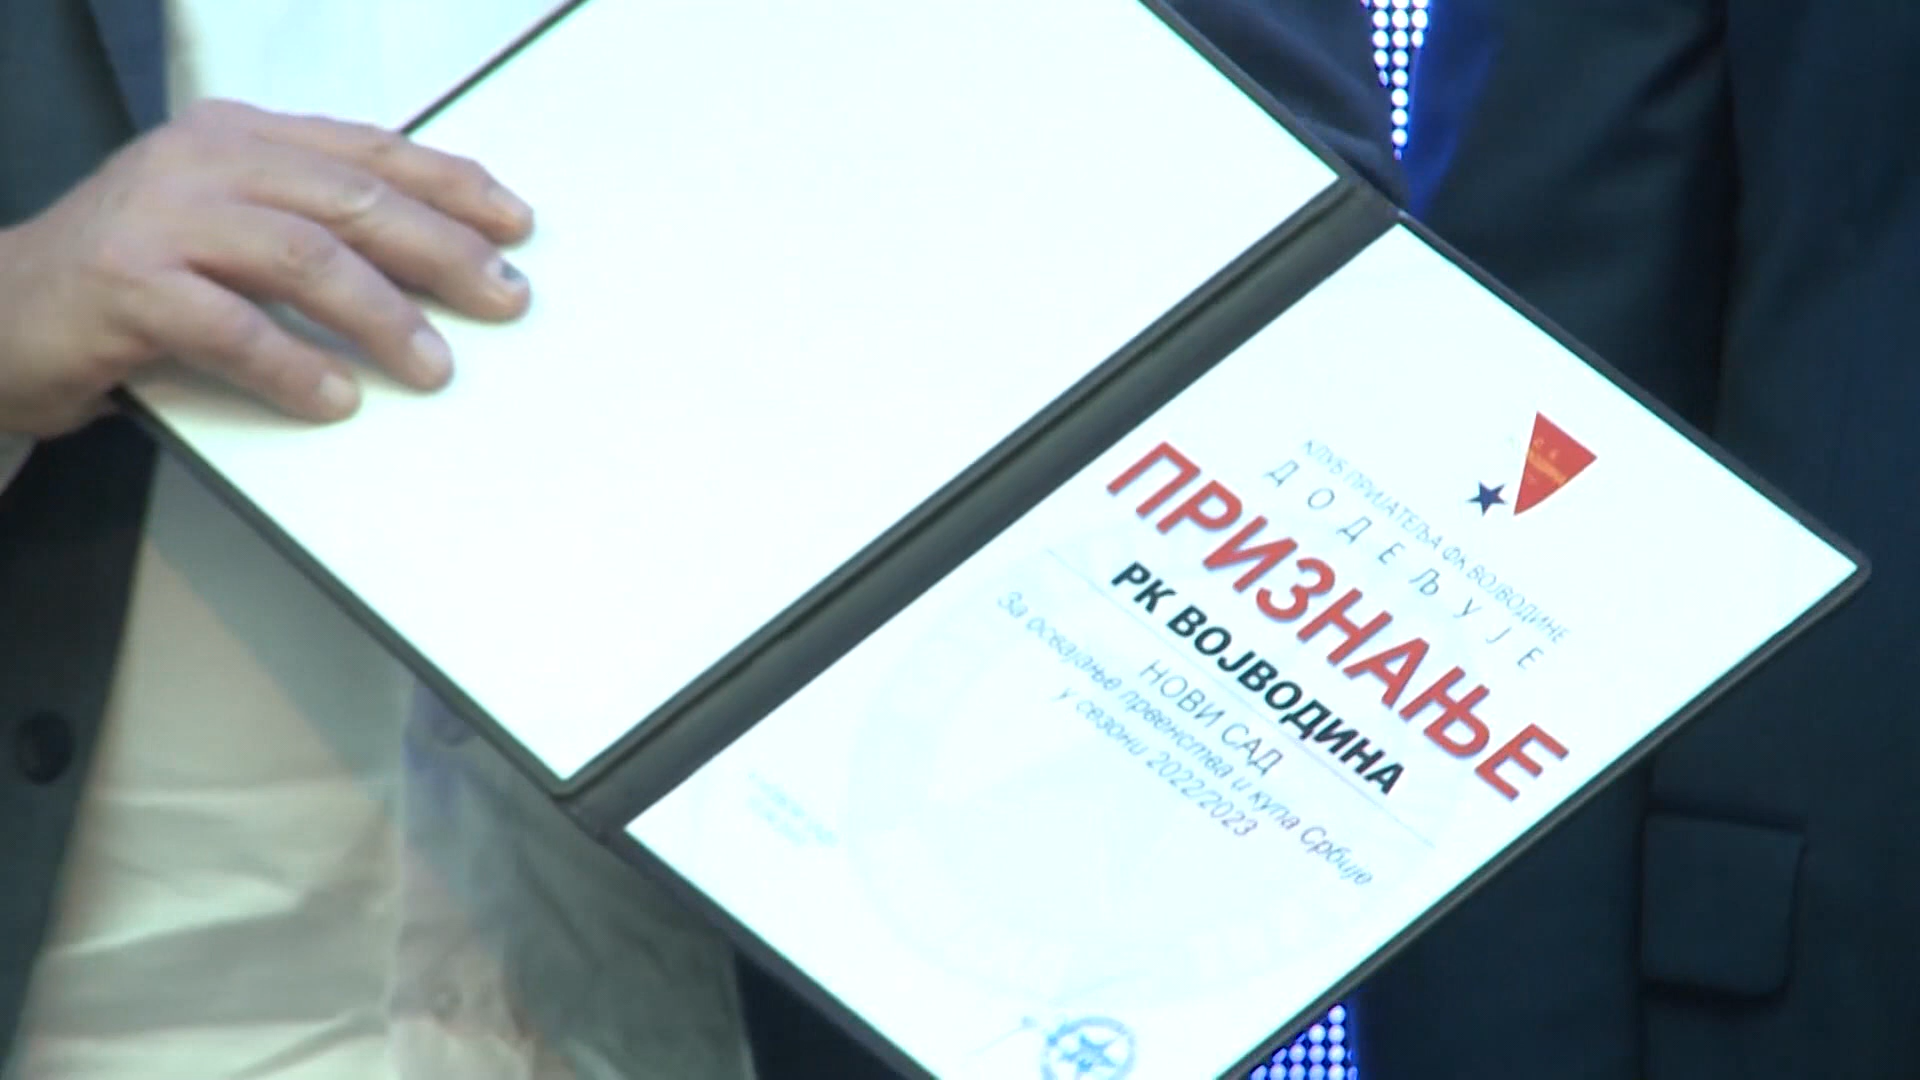 КЛУБ ПРИЈАТЕЉА ФК ВОЈВОДИНЕ
ДОДЕЉУЈЕ
ПРИЗНАЊЕ
РК ВОЈВОДИНА
НОВИ САД
За освајање првенства и купа Србије
у сезони 2022/2023